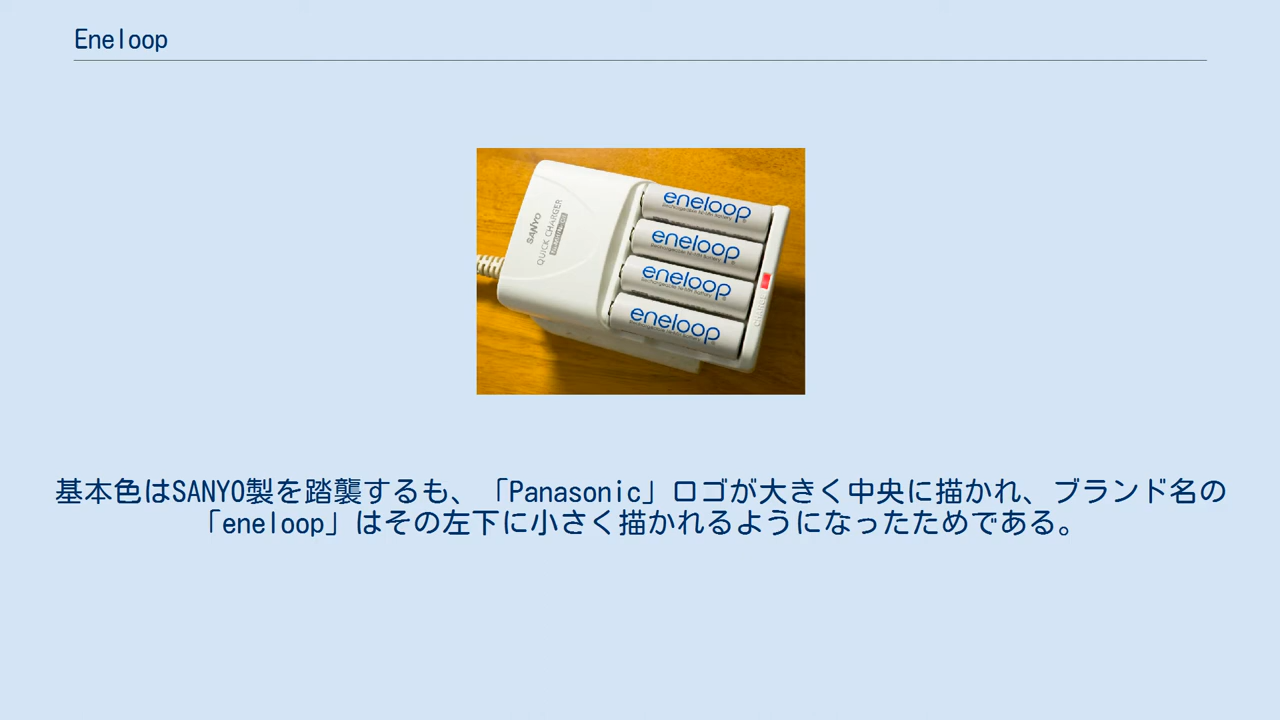 Eneloop
SANYO
QUICK CHARGER
eneloop
eneloop
eneloop
eneloop
基本色はSANYO製を踏襲するも、「Panasonic」ロゴが大きく中央に描かれ、ブランド名の
「eneloop」はその左下に小さく描かれるようになったためである。